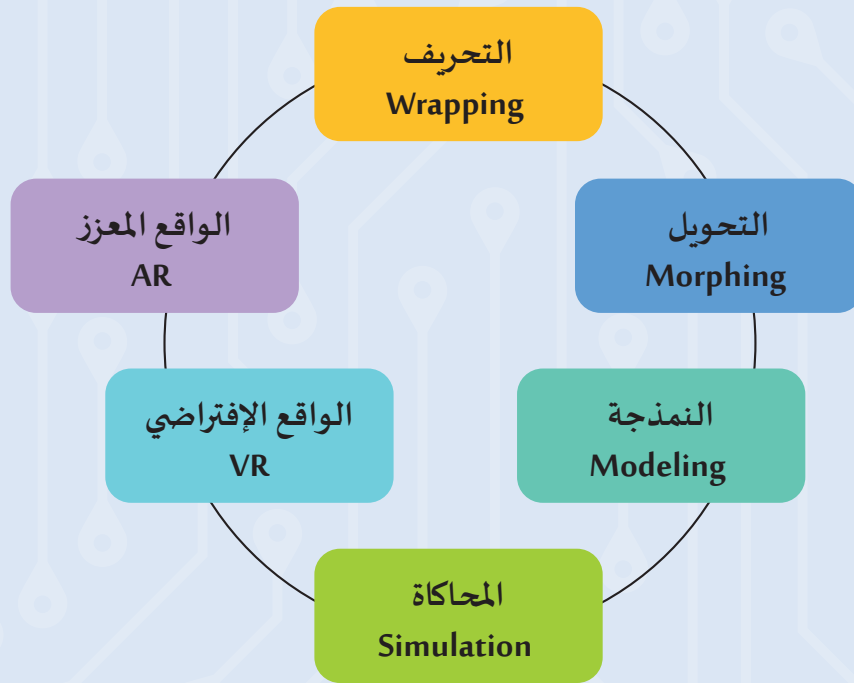 التحريف
Wrapping
التحويل
Morphing
النمذجة
Modeling
المحاكاة
Simulation
الواقع الإفتراضي
VR
الواقع المعزز
AR